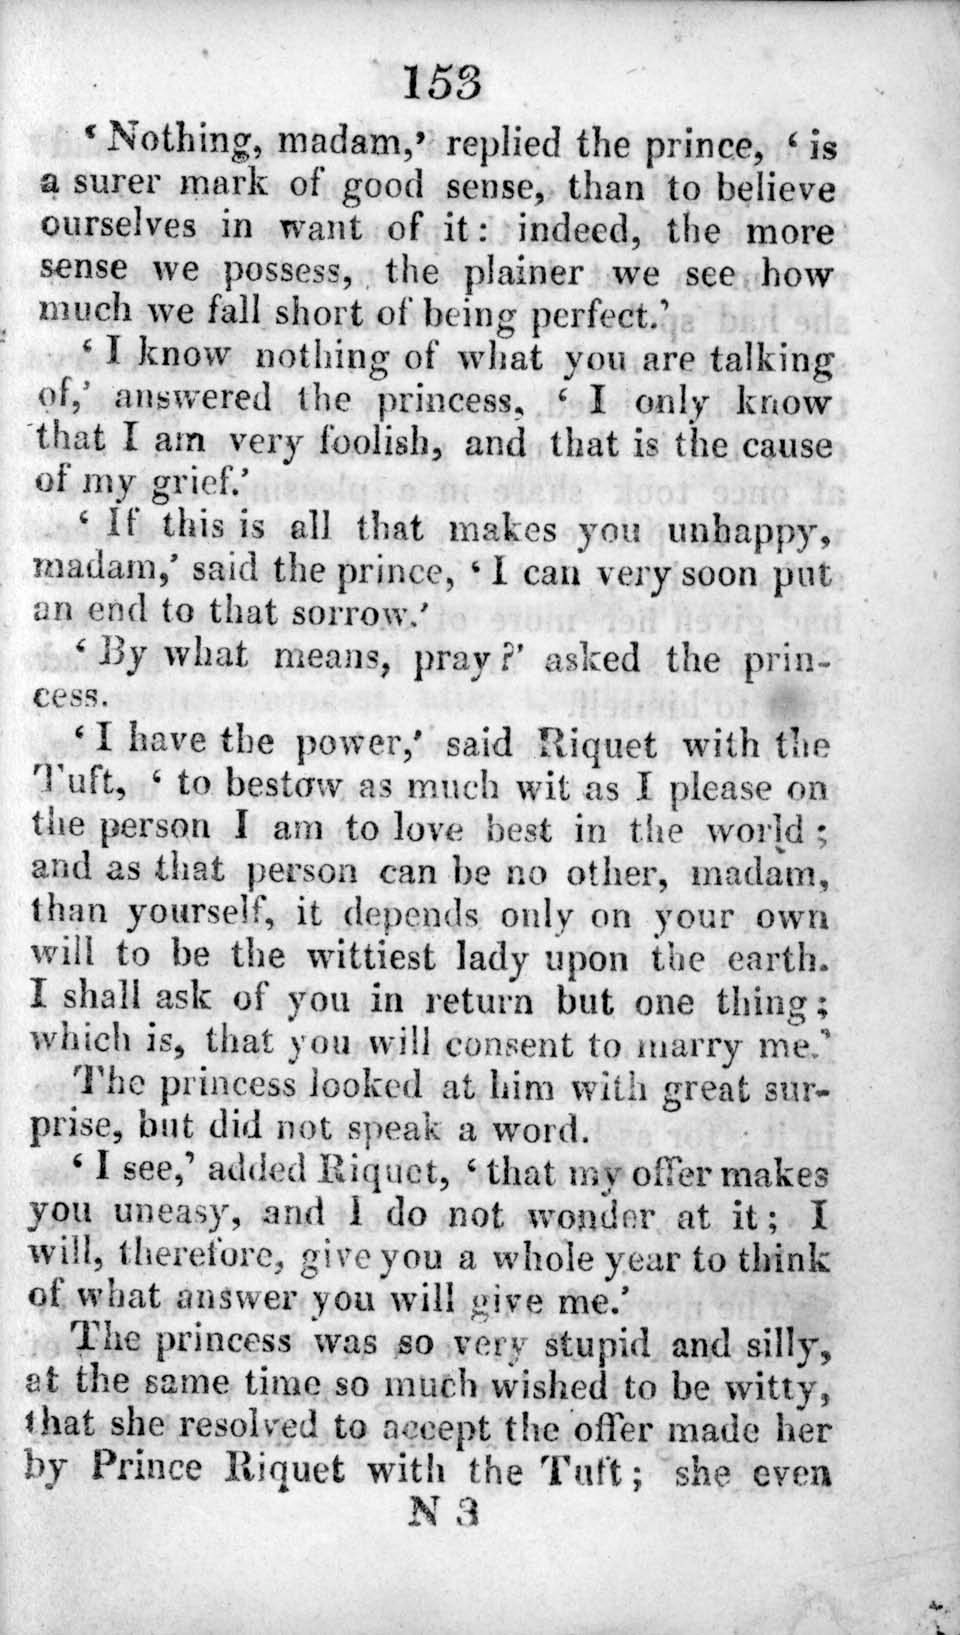 153
‘ Nothing, madam,’ replied the prince, ‘ is
a surer mark of good sense, than to believe
ourselves in want of it : indeed, the more
sense we possess, the plainer we see how
much we fall short of being perfect.’
‘ I know nothing of what you are talking
of,’ answered the princess, ‘ I only know
that I am very foolish, and that is the cause
of my grief.’
‘ If this is all that makes you unhappy,
madam,’ said the prince, ‘ I can very soon put
an end to that sorrow.’
‘ By what means, pray ?’ asked the prin-
cess.
‘ I have the power,’ said Riquet with the
Tuft, ‘ to bestow as much wit as I please on
the person I am to love best in the world ;
and as that person can be no other, madam,
than yourself, it depends only on your own
will to be the wittiest lady upon the earth.
I shall ask of you in return but one thing ;
which is, that you will consent to marry me.’
The princess looked at him with great sur-
prise, but did not speak a word.
‘ I see,’ added Riquet, ‘ that my offer makes
you uneasy, and I do not wonder at it ; I
will, therefore, give you a whole year to think
of what answer you will give me.’
The princess was so very stupid and silly,
at the same time so much wished to be witty,
that she resolved to accept the offer made her
by Prince Riquet with the Tuft ; she even
N 3